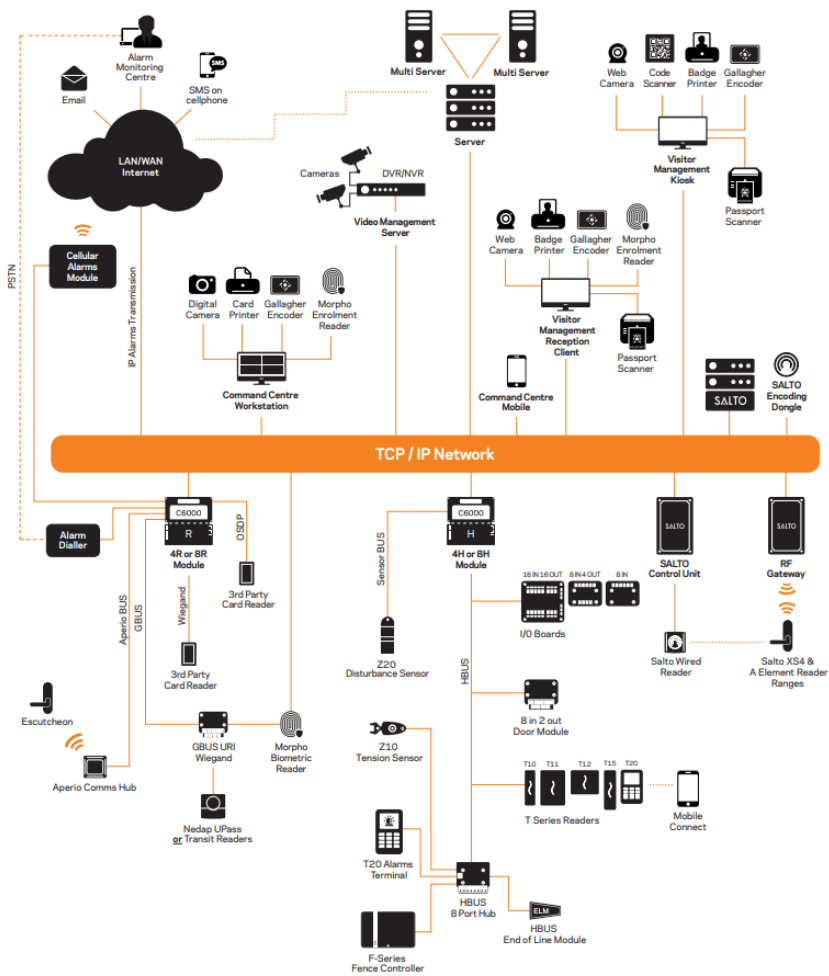 Alarm
Monitoring
Centre
Email
SMS
SMS on
cellphone
LAN/WAN
Internet
Multi Server
Multi Server
Server
Web
Camera
Code
Scanner
Badge
Printer
Gallagher
Encoder
Visitor
Management
Kiosk
Passport
Scanner
Cameras
DVR/NVR
Video Management
Server
Web
Camera
Badge
Printer
Gallagher
Encoder
Morpho
Enrolment
Reader
Visitor
Management
Reception
Client
Passport
Scanner
PSTN
Cellular
Alarms
Module
IP Alarms Transmission
Digital
Camera
Card
Printer
Gallagher
Encoder
Morpho
Enrolment
Reader
Command Centre
Workstation
Command Centre
Mobile
SALTO
SALTO
Encoding
Dongle
TCP / IP Network
C6000
R
4R or 8R
Module
Alarm
Dialler
Aperio BUS
GBUS
Wiegand
OSDP
3rd Party
Card Reader
3rd Party
Card Reader
Escutcheon
Aperio Comms Hub
GBUS URI
Wiegand
Morpho
Biometric
Reader
Nedap UPass
or Transit Readers
C6000
H
4H or 8H
Module
Sensor BUS
Z20
Disturbance Sensor
HBUS
16 IN 16 OUT
8 IN 4 OUT
8 IN
I/O Boards
8 in 2 out
Door Module
Z10
Tension Sensor
T10
T11
T12
T15
T20
T Series Readers
Mobile
Connect
T20 Alarms
Terminal
HBUS
8 Port Hub
ELM
HBUS
End of Line Module
F-Series
Fence Controller
SALTO
SALTO
Control Unit
SALTO
RF
Gateway
Salto Wired
Reader
Salto XS4 &
A Element Reader
Ranges